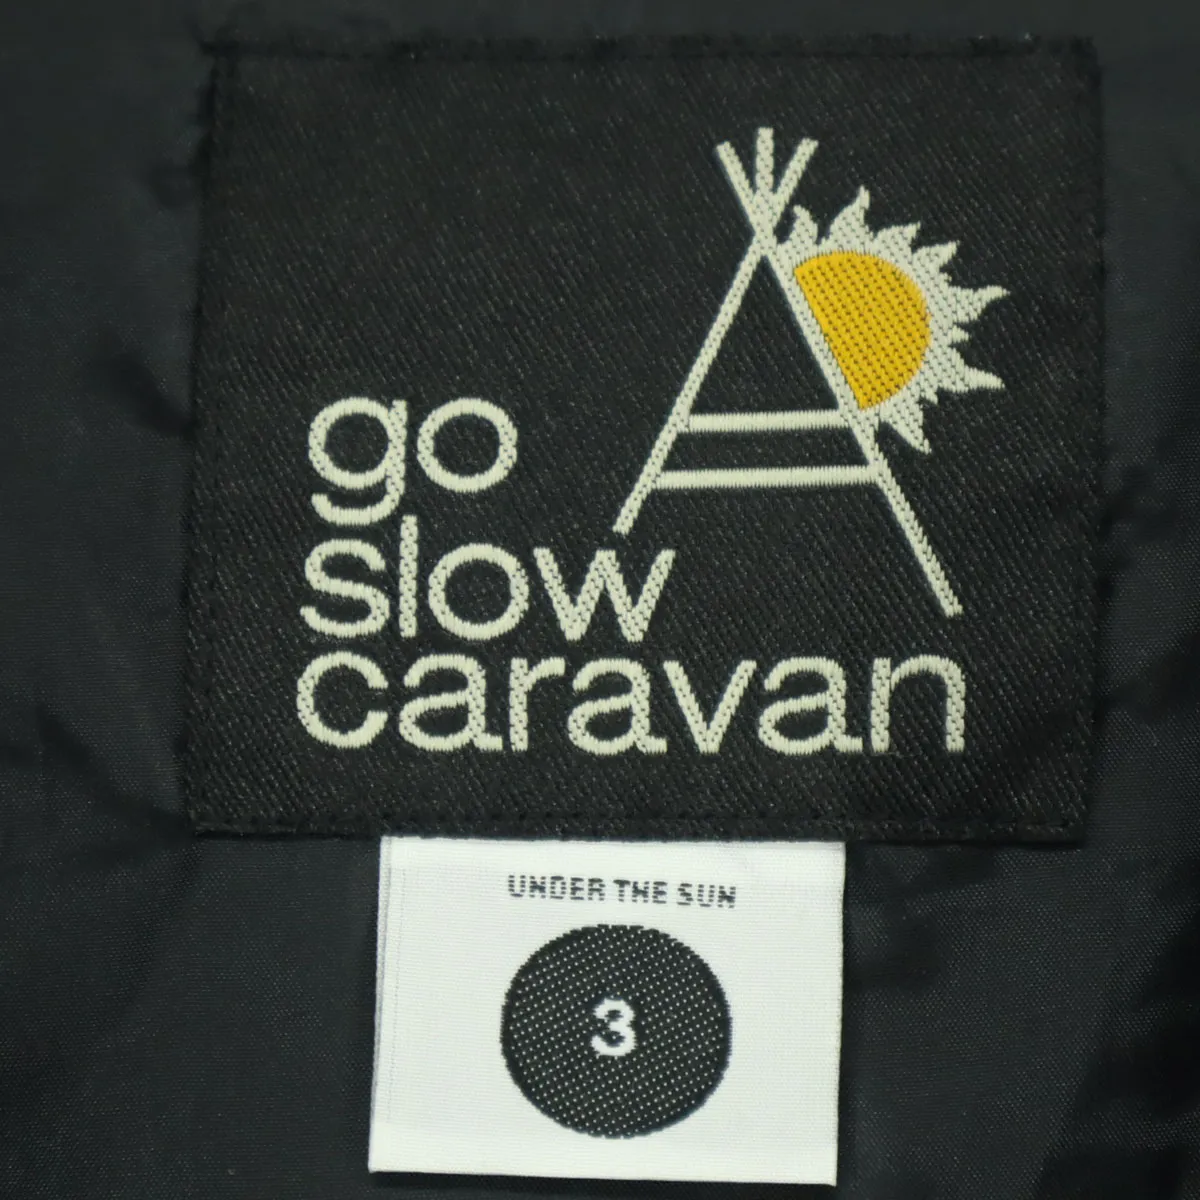 go
slow
caravan
UNDER THE SUN
3